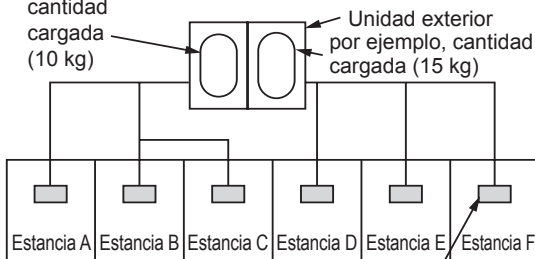 cantidad
cargada
(10 kg)
Unidad exterior
por ejemplo, cantidad
cargada (15 kg)
Estancia A
Estancia B
Estancia C
Estancia D
Estancia E
Estancia F